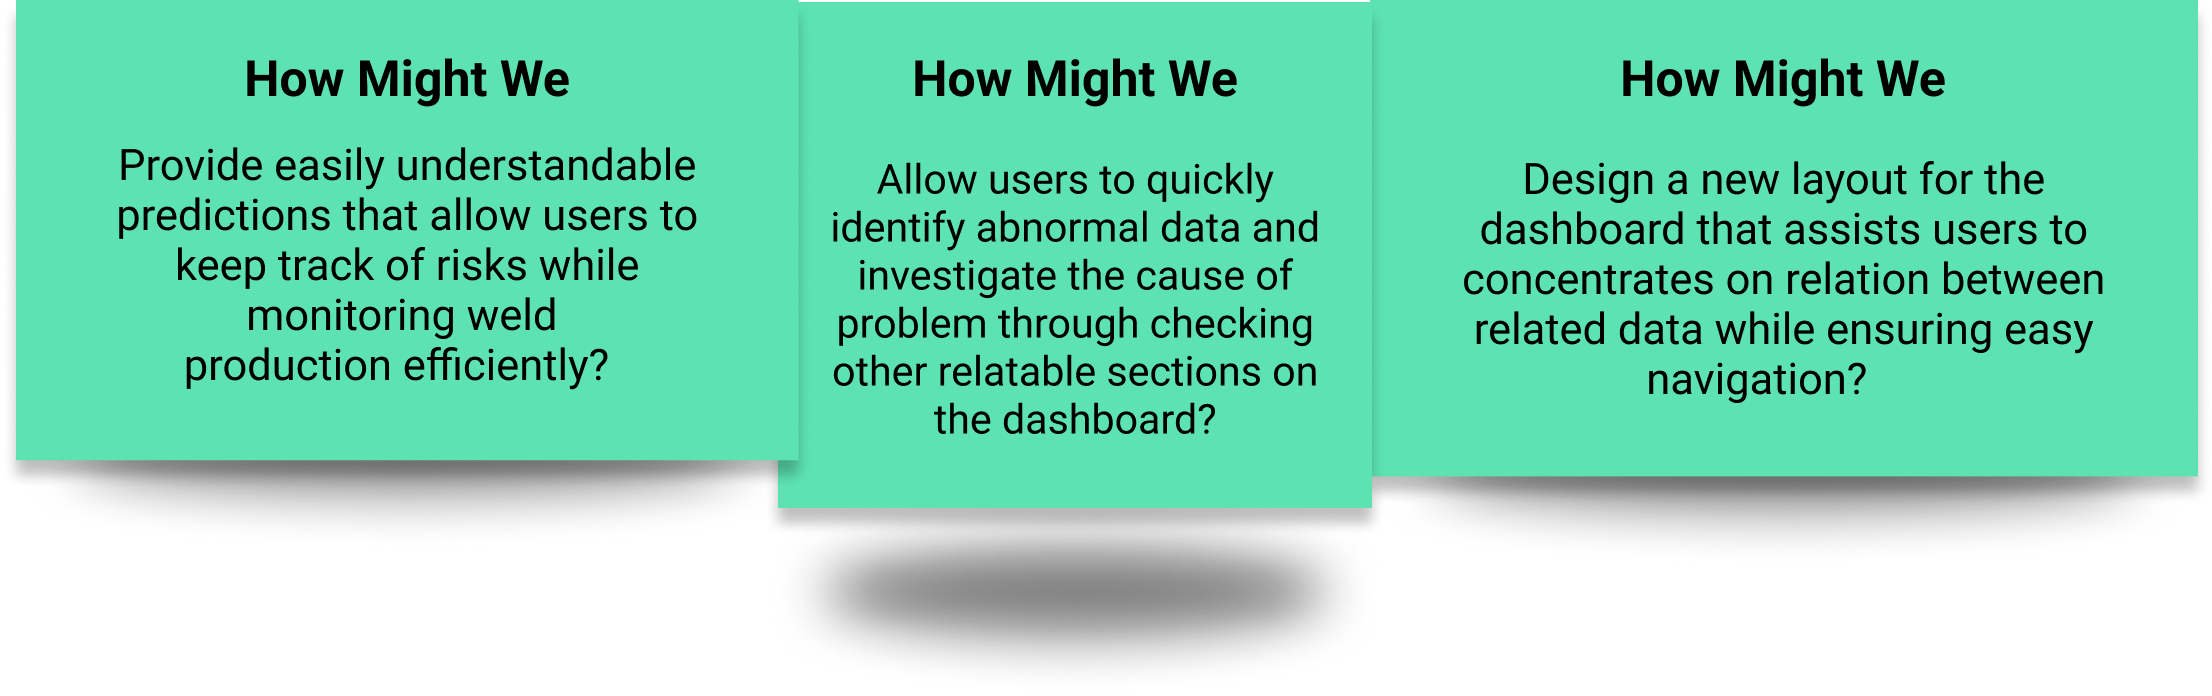 How Might We
Provide easily understandable
predictions that allow users to
keep track of risks while
monitoring weld
production efficiently?
How Might We
Allow users to quickly
identify abnormal data and
investigate the cause of
problem through checking
other relatable sections on
the dashboard?
How Might We
Design a new layout for the
dashboard that assists users to
concentrates on relation between
related data while ensuring easy
navigation?